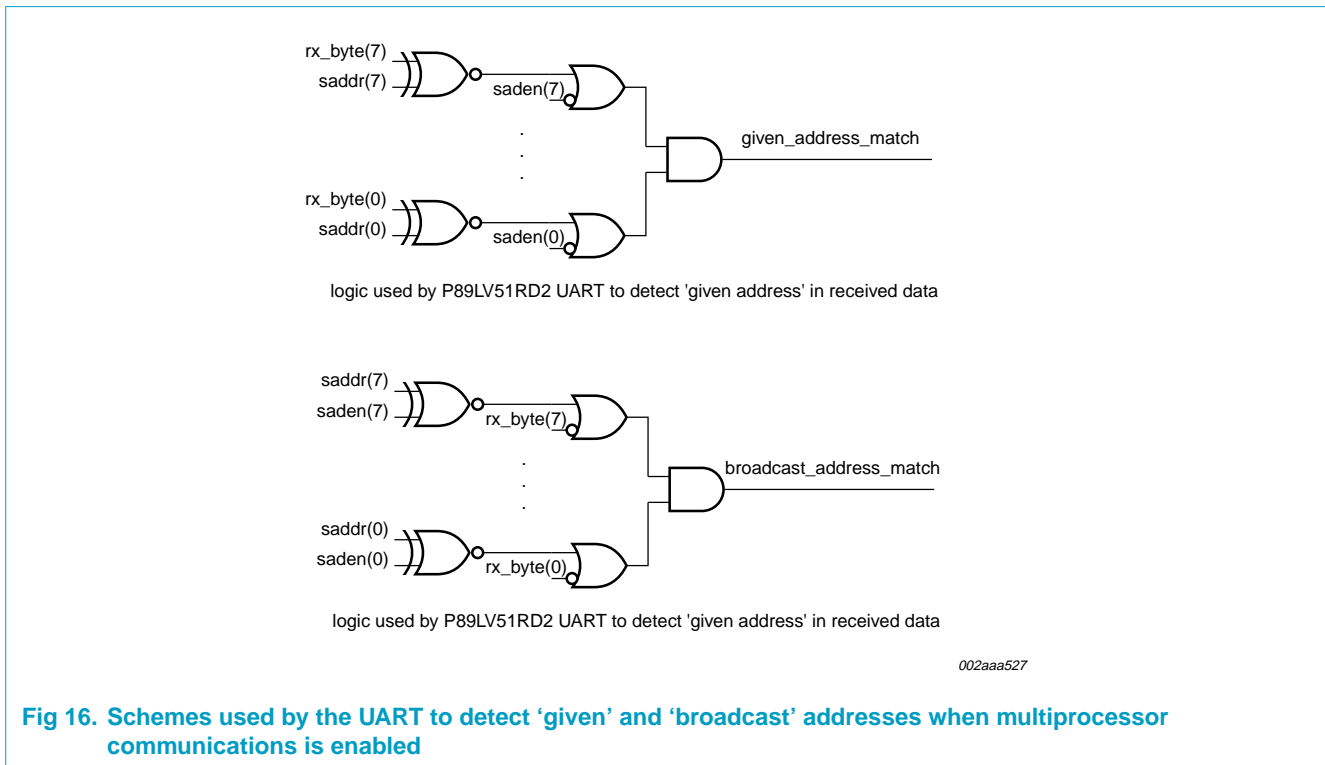 rx_byte(7)
saddr(7)
saden(7)
.
.
.
given_address_match
rx_byte(0)
saddr(0)
saden(0)
logic used by P89LV51RD2 UART to detect 'given address' in received data
saddr(7)
saden(7)
rx_byte(7)
.
.
.
broadcast_address_match
saddr(0)
saden(0)
rx_byte(0)
logic used by P89LV51RD2 UART to detect 'given address' in received data
002aaa527
Fig 16. Schemes used by the UART to detect ‘given’ and ‘broadcast’ addresses when multiprocessor
communications is enabled